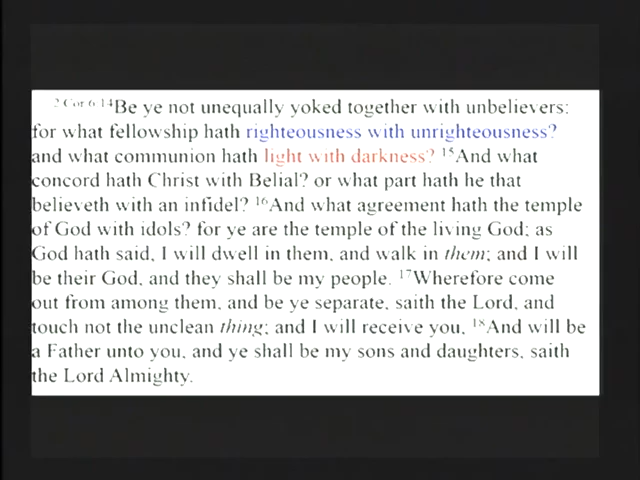 2 Cor 6 14Be ye not unequally yoked together with unbelievers:
for what fellowship hath righteousness with unrighteousness?
and what communion hath light with darkness? 15And what
concord hath Christ with Belial? or what part hath he that
believeth with an infidel? 16And what agreement hath the temple
of God with idols? for ye are the temple of the living God; as
God hath said, I will dwell in them, and walk in them; and I will
be their God, and they shall be my people. 17Wherefore come
out from among them, and be ye separate, saith the Lord, and
touch not the unclean thing; and I will receive you, 18And will be
a Father unto you, and ye shall be my sons and daughters, saith
the Lord Almighty.